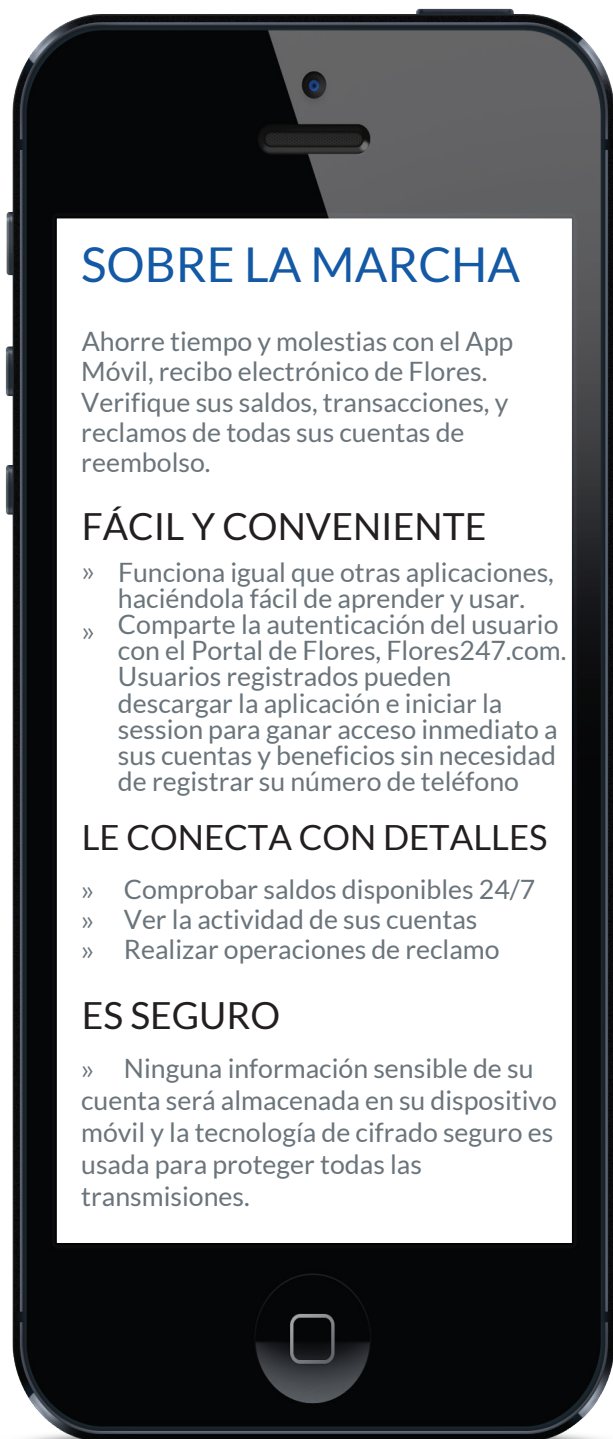 SOBRE LA MARCHA
Ahorre tiempo y molestias con el App
Móvil, recibo electrónico de Flores.
Verifique sus saldos, transacciones, y
reclamos de todas sus cuentas de
reembolso.
FÁCIL Y CONVENIENTE
» Funciona igual que otras aplicaciones,
haciéndola fácil de aprender y usar.
» Comparte la autenticación del usuario
con el Portal de Flores, Flores247.com.
Usuarios registrados pueden
descargar la aplicación e iniciar la
session para ganar acceso inmediato a
sus cuentas y beneficios sin necesidad
de registrar su número de teléfono
LE CONECTA CON DETALLES
» Comprobar saldos disponibles 24/7
» Ver la actividad de sus cuentas
» Realizar operaciones de reclamo
ES SEGURO
» Ninguna información sensible de su
cuenta será almacenada en su dispositivo
móvil y la tecnología de cifrado seguro es
usada para proteger todas las
transmisiones.